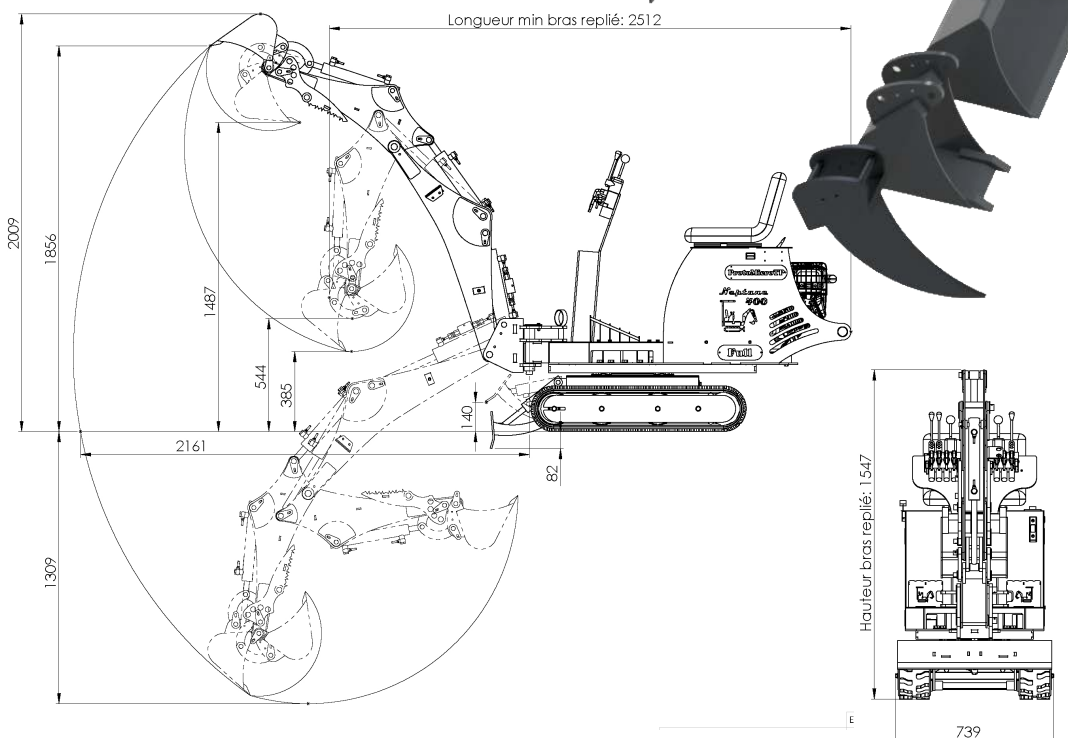 Longueur min bras replié: 2512
2009
1856
1487
544
385
140
2161
82
1309
ProtoMicroTP
Neptune
500
Full
Hauteur bras replié: 1547
739
E